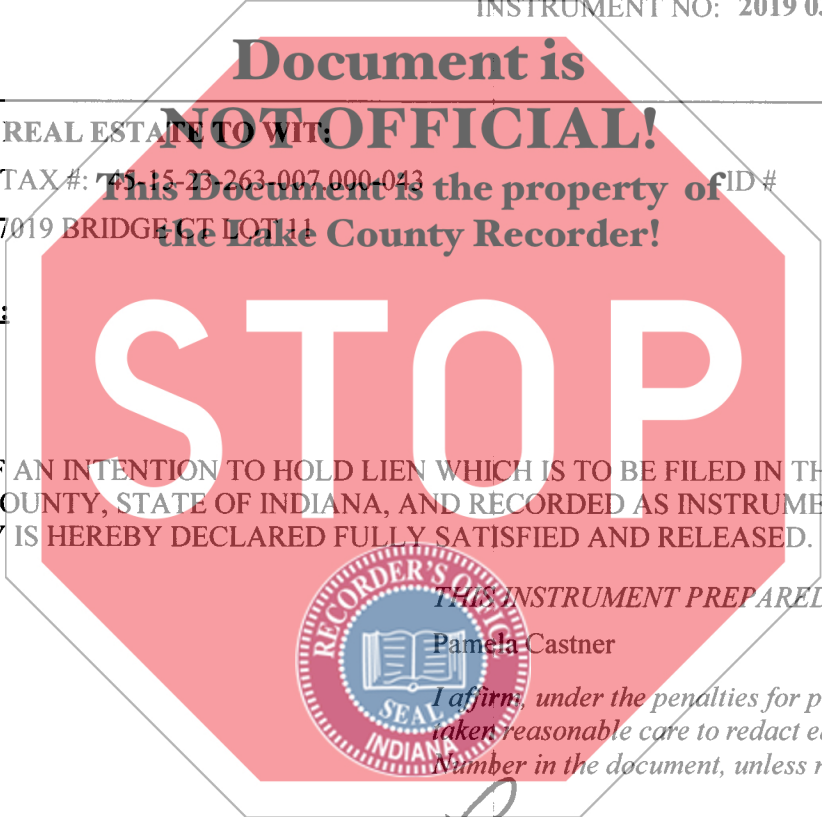 INSTRUMENT NO: 2019 0
Document is
NOT OFFICIAL!
REAL ESTATE TO WIT:
TAX #: 45-15-23-263-007.000-043 ID #
This Document is the property of
7019 BRIDGE CT LOT 11
the Lake County Recorder!
STOP
AN INTENTION TO HOLD LIEN WHICH IS TO BE FILED IN TH
OUNTY, STATE OF INDIANA, AND RECORDED AS INSTRUME
IS HEREBY DECLARED FULLY SATISFIED AND RELEASED.
RECORDER'S OFFIC
SEAL
INDIANA
THIS INSTRUMENT PREPARED
Pamela Castner
I affirm, under the penalties for p
taken reasonable care to redact e
Number in the document, unless r